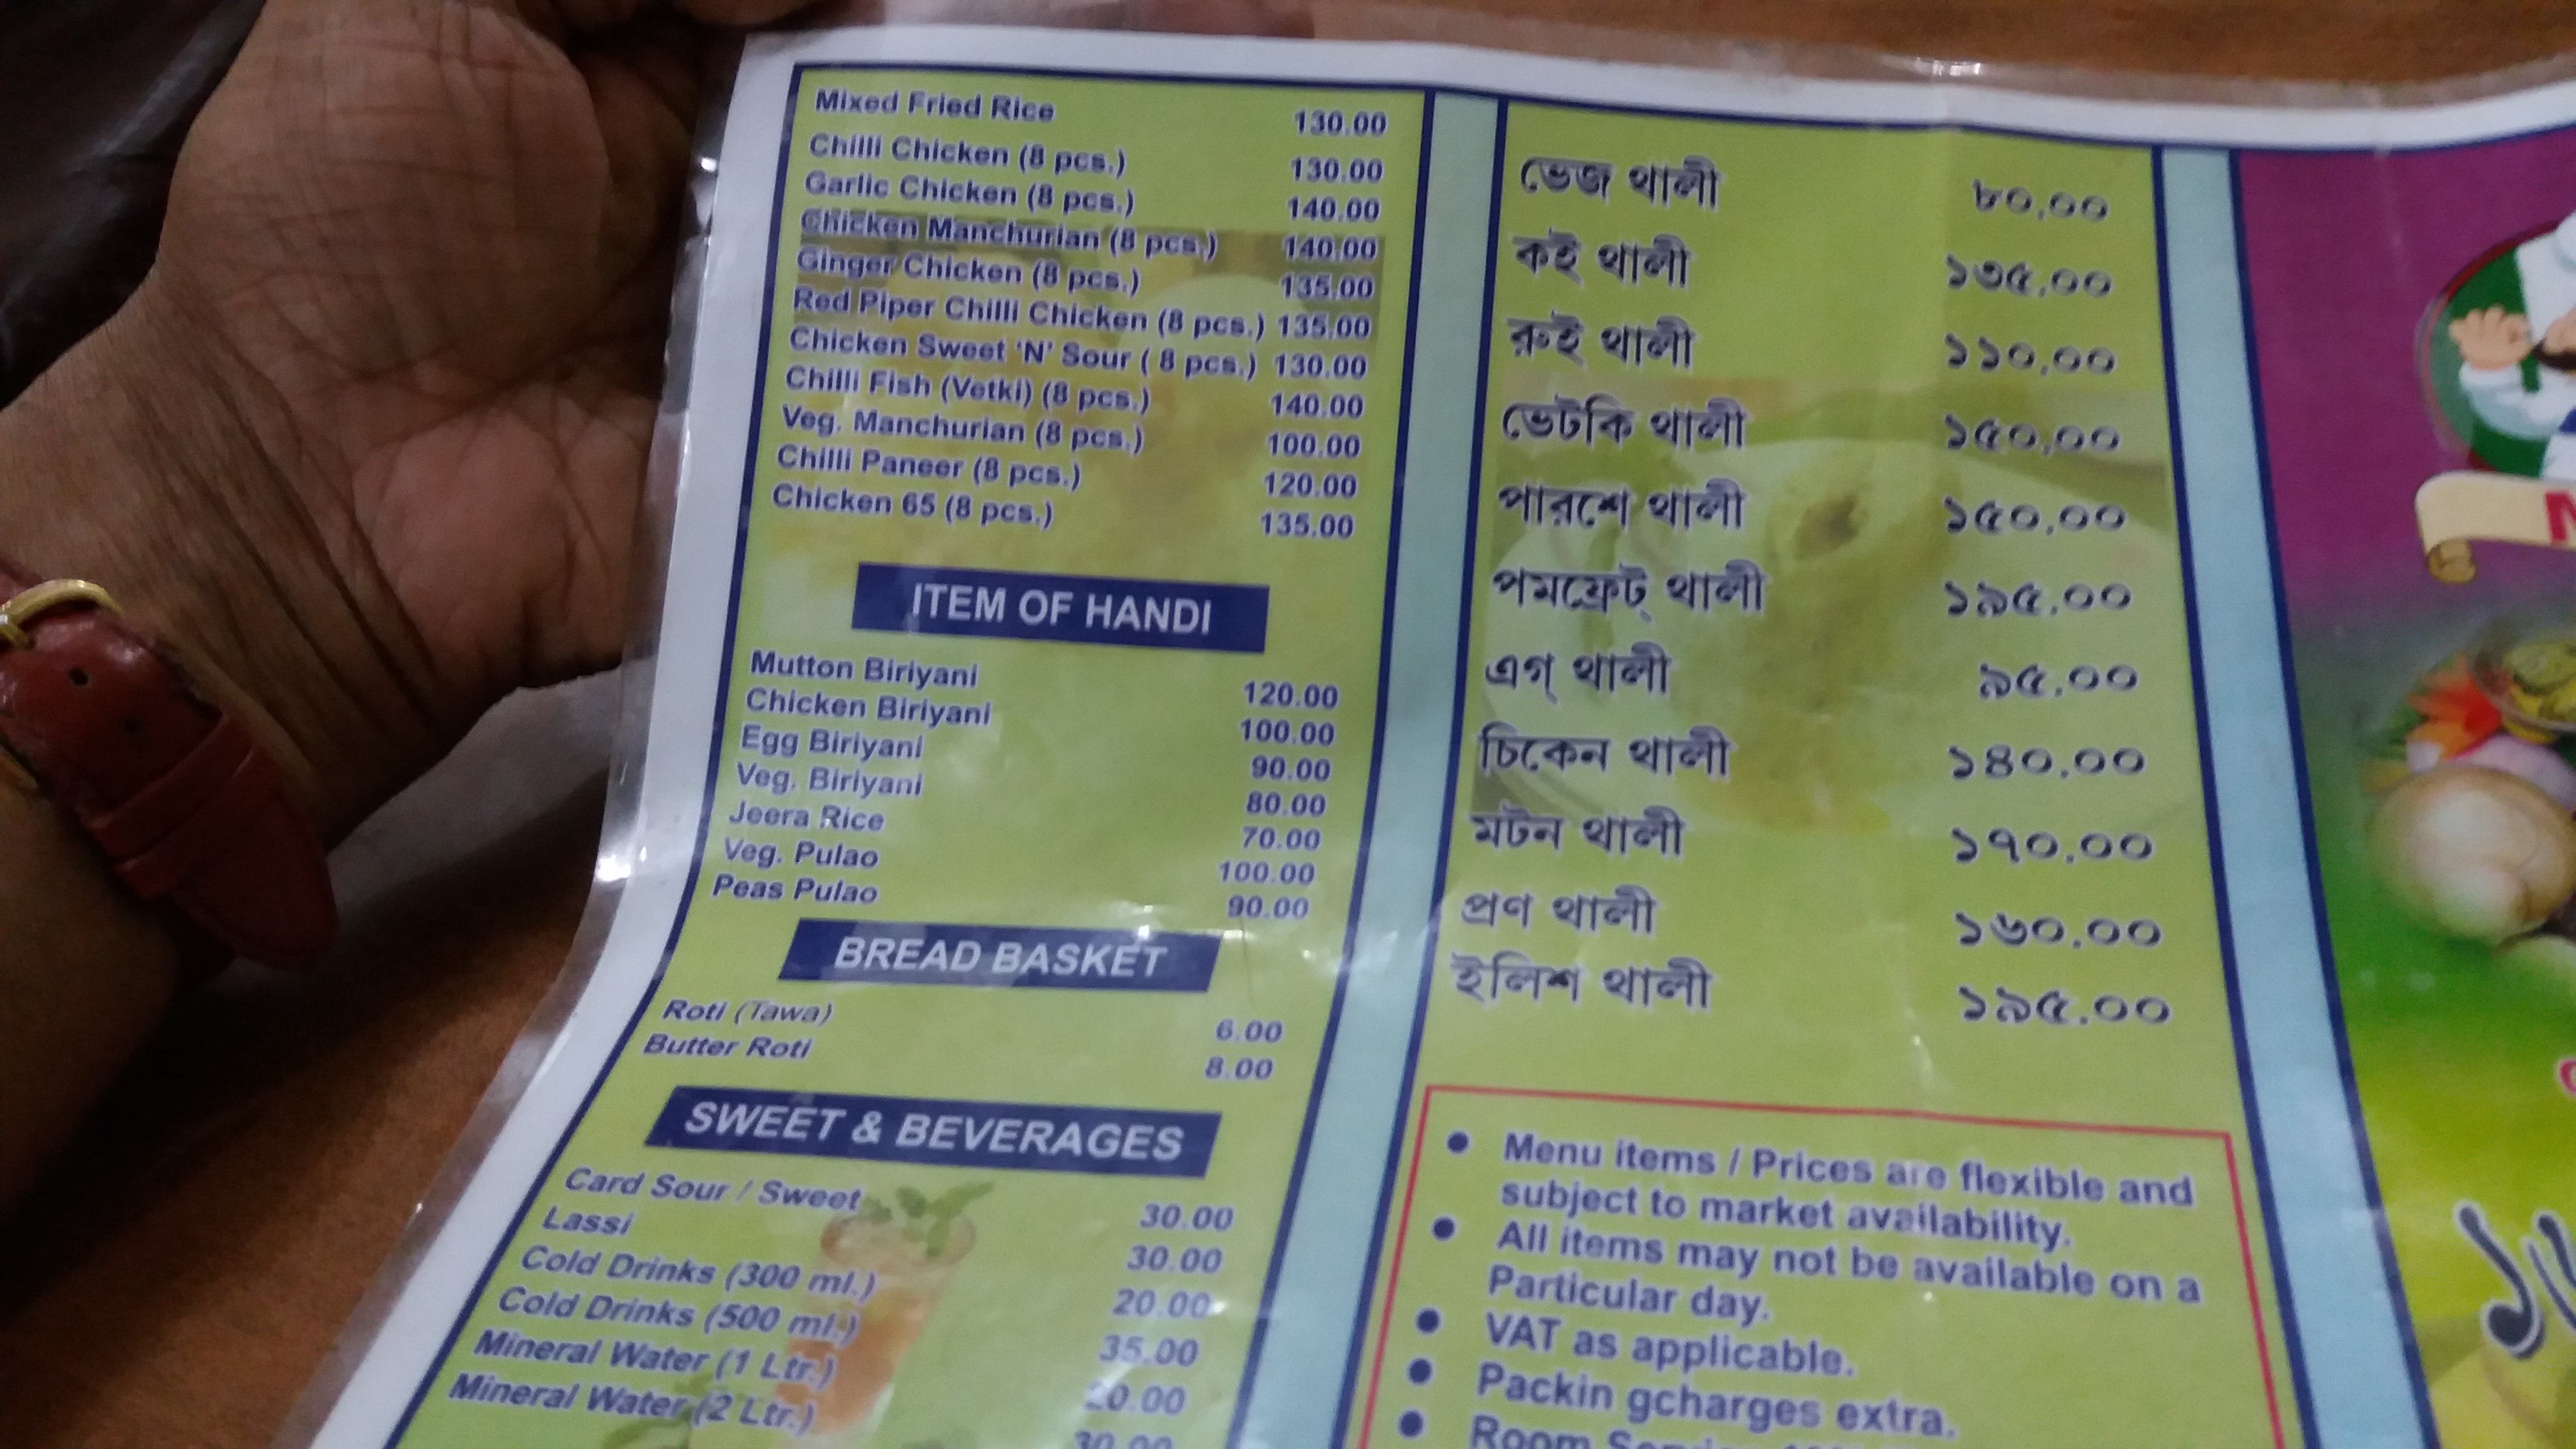 Mixed Fried Rice 130.00
Chilli Chicken (8 pcs.) 130.00
Garlic Chicken (8 pcs.) 140.00
Chicken Manchurian (8 pcs.) 140.00
Ginger Chicken (8 pcs.) 135.00
Red Piper Chilli Chicken (8 pcs.) 135.00
Chicken Sweet 'N' Sour ( 8 pcs.) 130.00
Chilli Fish (Vetki) (8 pcs.) 140.00
Veg. Manchurian (8 pcs.) 100.00
Chilli Paneer (8 pcs.) 120.00
Chicken 65 (8 pcs.) 135.00
ITEM OF HANDI
Mutton Biriyani 120.00
Chicken Biriyani 100.00
Egg Biriyani 90.00
Veg. Biriyani 80.00
Jeera Rice 70.00
Veg. Pulao 100.00
Peas Pulao 90.00
BREAD BASKET
Roti (Tawa) 6.00
Butter Roti 8.00
SWEET & BEVERAGES
Card Sour / Sweet 30.00
Lassi 30.00
Cold Drinks (300 ml.) 20.00
Cold Drinks (500 ml.) 35.00
Mineral Water (1 Ltr.) 20.00
Mineral Water (2 Ltr.) 30.00
ভেজ থালী ৮০.০০
কই থালী ১৩৫.০০
রুই থালী ১১০.০০
ভেটকি থালী ১৫০.০০
পারশে থালী ১৫০.০০
পমফ্রেট্ থালী ১৯৫.০০
এগ্ থালী ৯৫.০০
চিকেন থালী ১৪০.০০
মটন থালী ১৭০.০০
প্রণ থালী ১৬০.০০
ইলিশ থালী ১৯৫.০০
• Menu items / Prices are flexible and
subject to market availability.
• All items may not be available on a
Particular day.
• VAT as applicable.
• Packin gcharges extra.
• Room